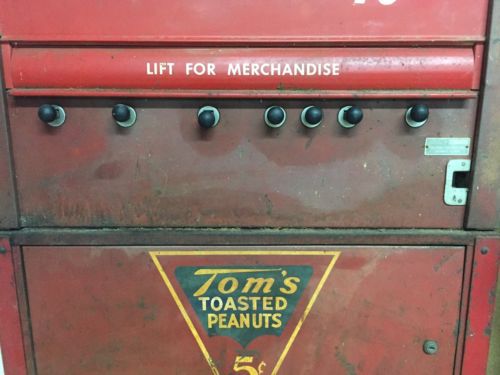 LIFT FOR MERCHANDISE
Tom's
TOASTED
PEANUTS
5¢